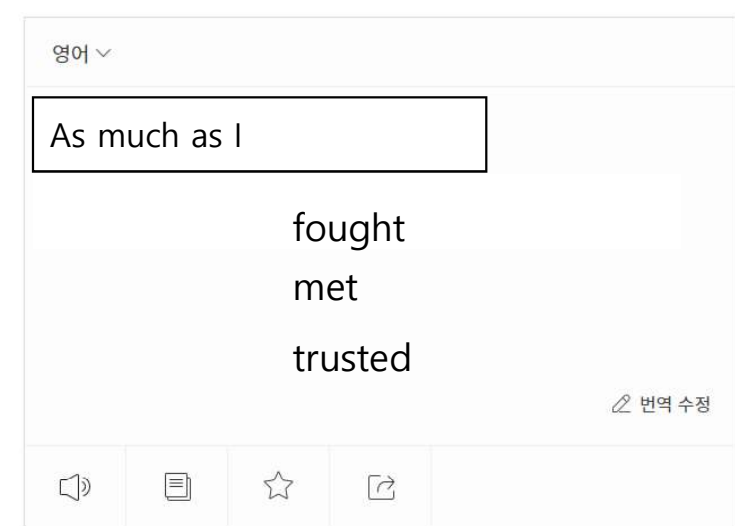 영어
As much as I
fought
met
trusted
번역 수정